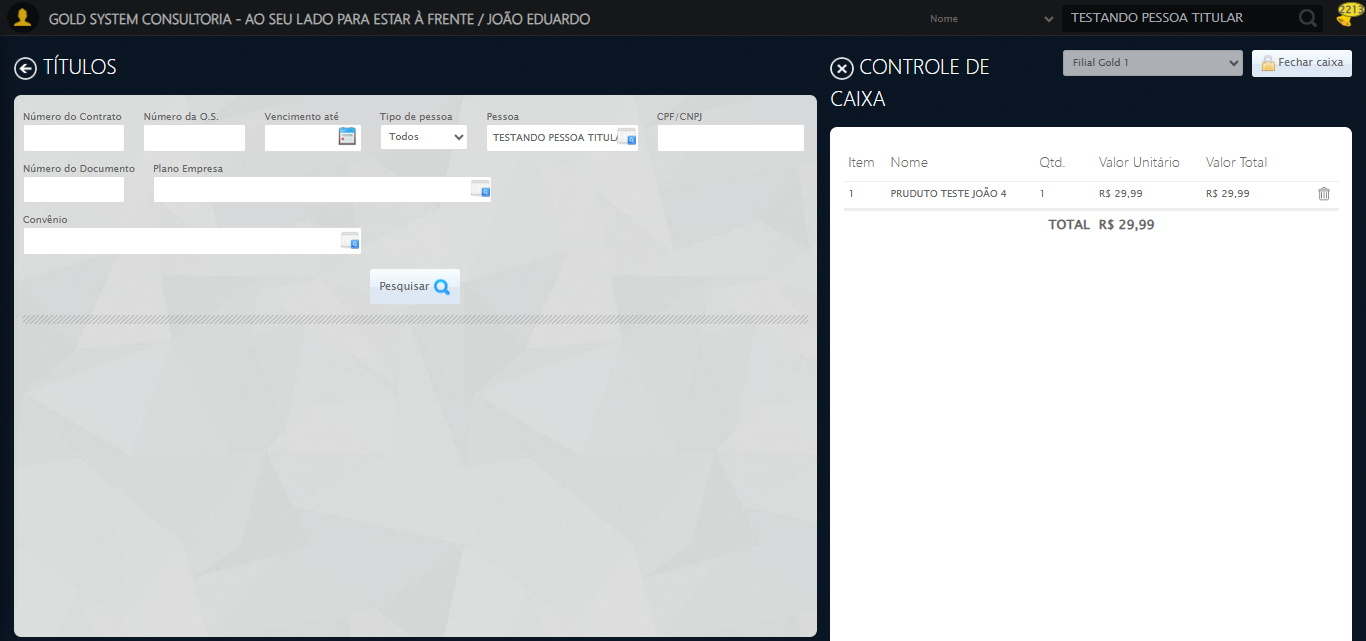 GOLD SYSTEM CONSULTORIA - AO SEU LADO PARA ESTAR À FRENTE / JOÃO EDUARDO
Nome
TESTANDO PESSOA TITULAR
2213
TÍTULOS
Número do Contrato Número da O.S. Vencimento até Tipo de pessoa Pessoa CPF/CNPJ
Todos TESTANDO PESSOA TITUL
Número do Documento Plano Empresa
Convênio
Pesquisar
CONTROLE DE
CAIXA
Filial Gold 1
Fechar caixa
Item Nome Qtd. Valor Unitário Valor Total
1 PRUDUTO TESTE JOÃO 4 1 R$ 29,99 R$ 29,99
TOTAL R$ 29,99